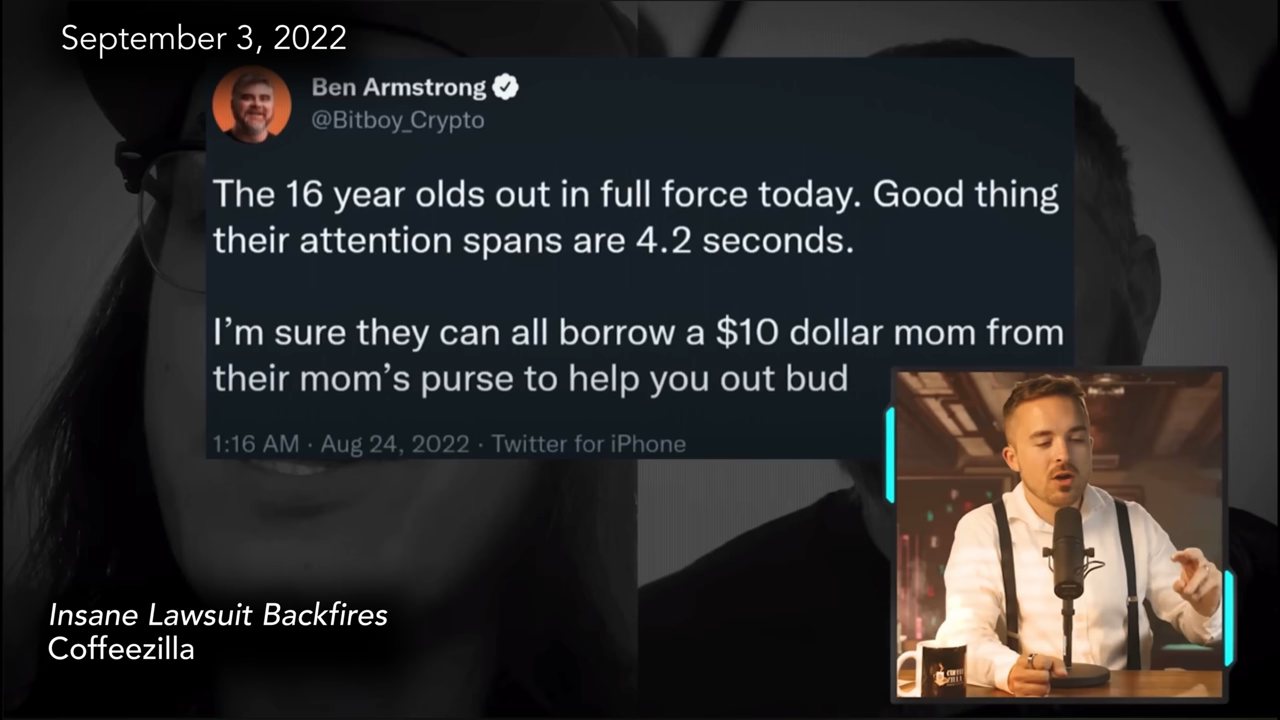 September 3, 2022
Ben Armstrong
@Bitboy_Crypto
The 16 year olds out in full force today. Good thing
their attention spans are 4.2 seconds.
I'm sure they can all borrow a $10 dollar mom from
their mom's purse to help you out bud
1:16 AM · Aug 24, 2022 · Twitter for iPhone
Insane Lawsuit Backfires
Coffeezilla